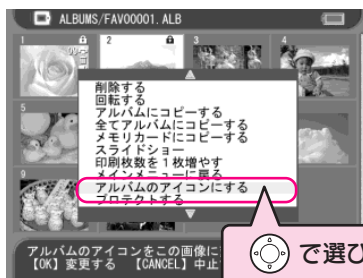 ALBUMS/FAV00001.ALB
1
2
3
4
削除する
回転する
アルバムにコピーする
全てアルバムにコピーする
メモリカードにコピーする
スライドショー
印刷枚数を1枚増やす
メインメニューに戻る
アルバムのアイコンにする
プロテクトする
5
9
で選び
アルバムのアイコンをこの画像に
【OK】変更する 【CANCEL】中止